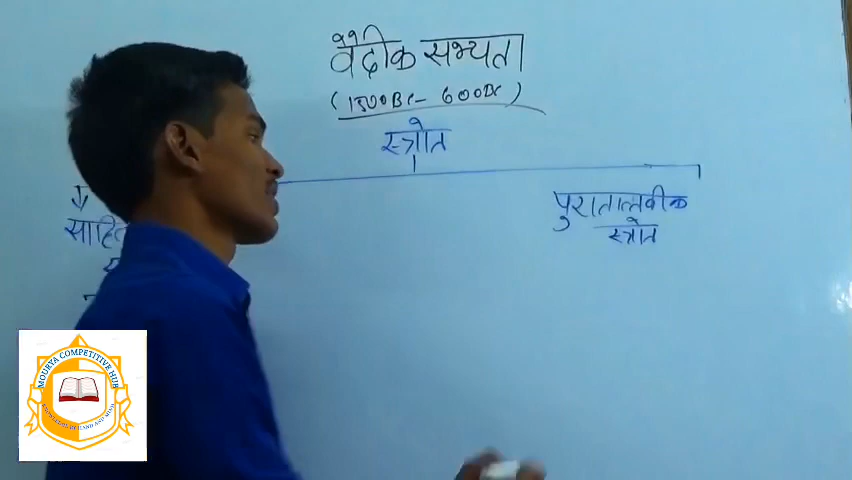 वैदीक सभ्यता
(1500BC- 600BC)
स्त्रोत
पुरातात्वीक
स्त्रोत
साहित
MOURYA COMPETITIVE HUB